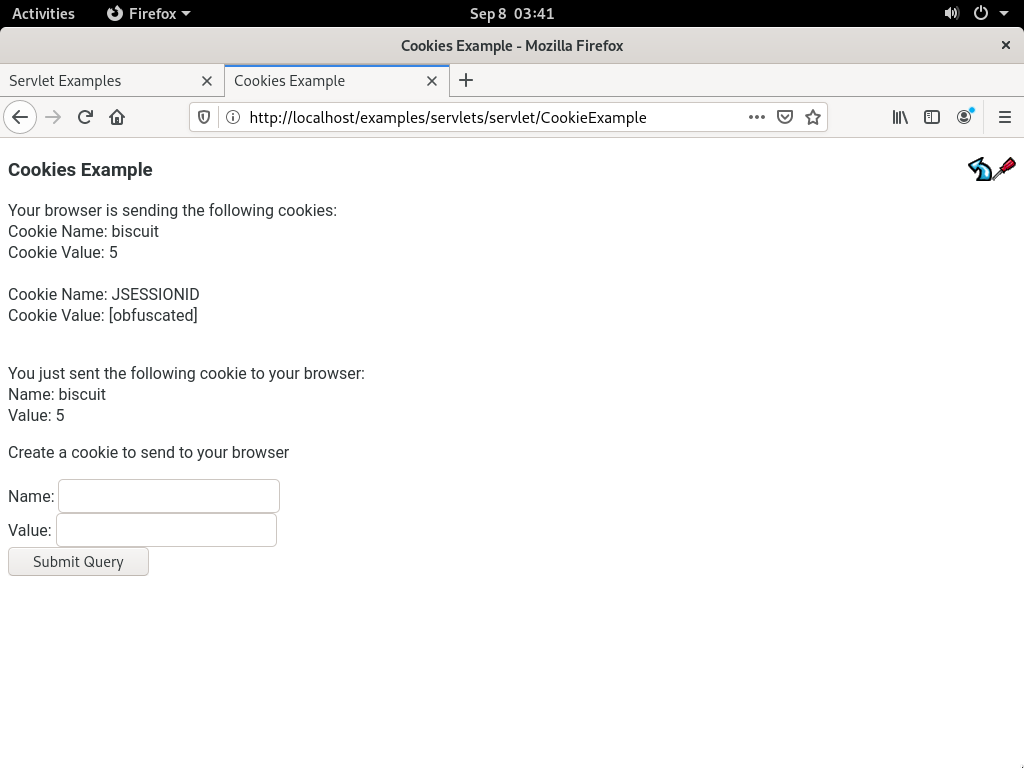 Activities Firefox Sep 8 03:41
Cookies Example - Mozilla Firefox
Servlet Examples Cookies Example
http://localhost/examples/servlets/servlet/CookieExample
Cookies Example
Your browser is sending the following cookies:
Cookie Name: biscuit
Cookie Value: 5
Cookie Name: JSESSIONID
Cookie Value: [obfuscated]
You just sent the following cookie to your browser:
Name: biscuit
Value: 5
Create a cookie to send to your browser
Name:
Value:
Submit Query